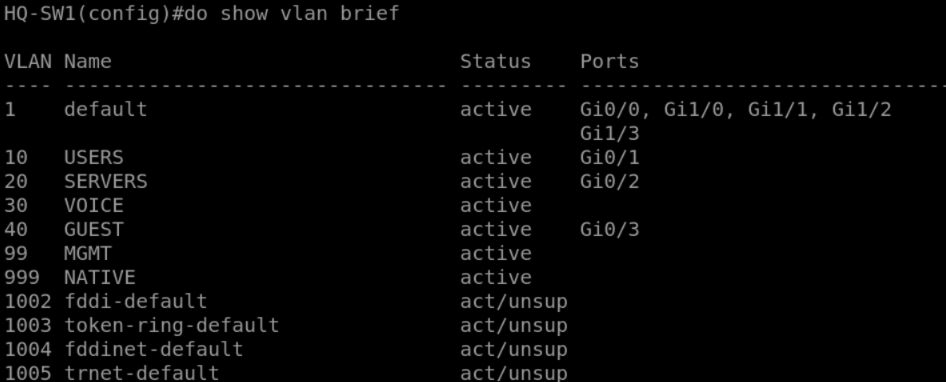 HQ-SW1(config)#do show vlan brief
VLAN Name                             Status    Ports
---- -------------------------------- --------- -------------------------------
1    default                          active    Gi0/0, Gi1/0, Gi1/1, Gi1/2
                                                Gi1/3
10   USERS                            active    Gi0/1
20   SERVERS                          active    Gi0/2
30   VOICE                            active
40   GUEST                            active    Gi0/3
99   MGMT                             active
999  NATIVE                           active
1002 fddi-default                     act/unsup
1003 token-ring-default               act/unsup
1004 fddinet-default                  act/unsup
1005 trnet-default                    act/unsup